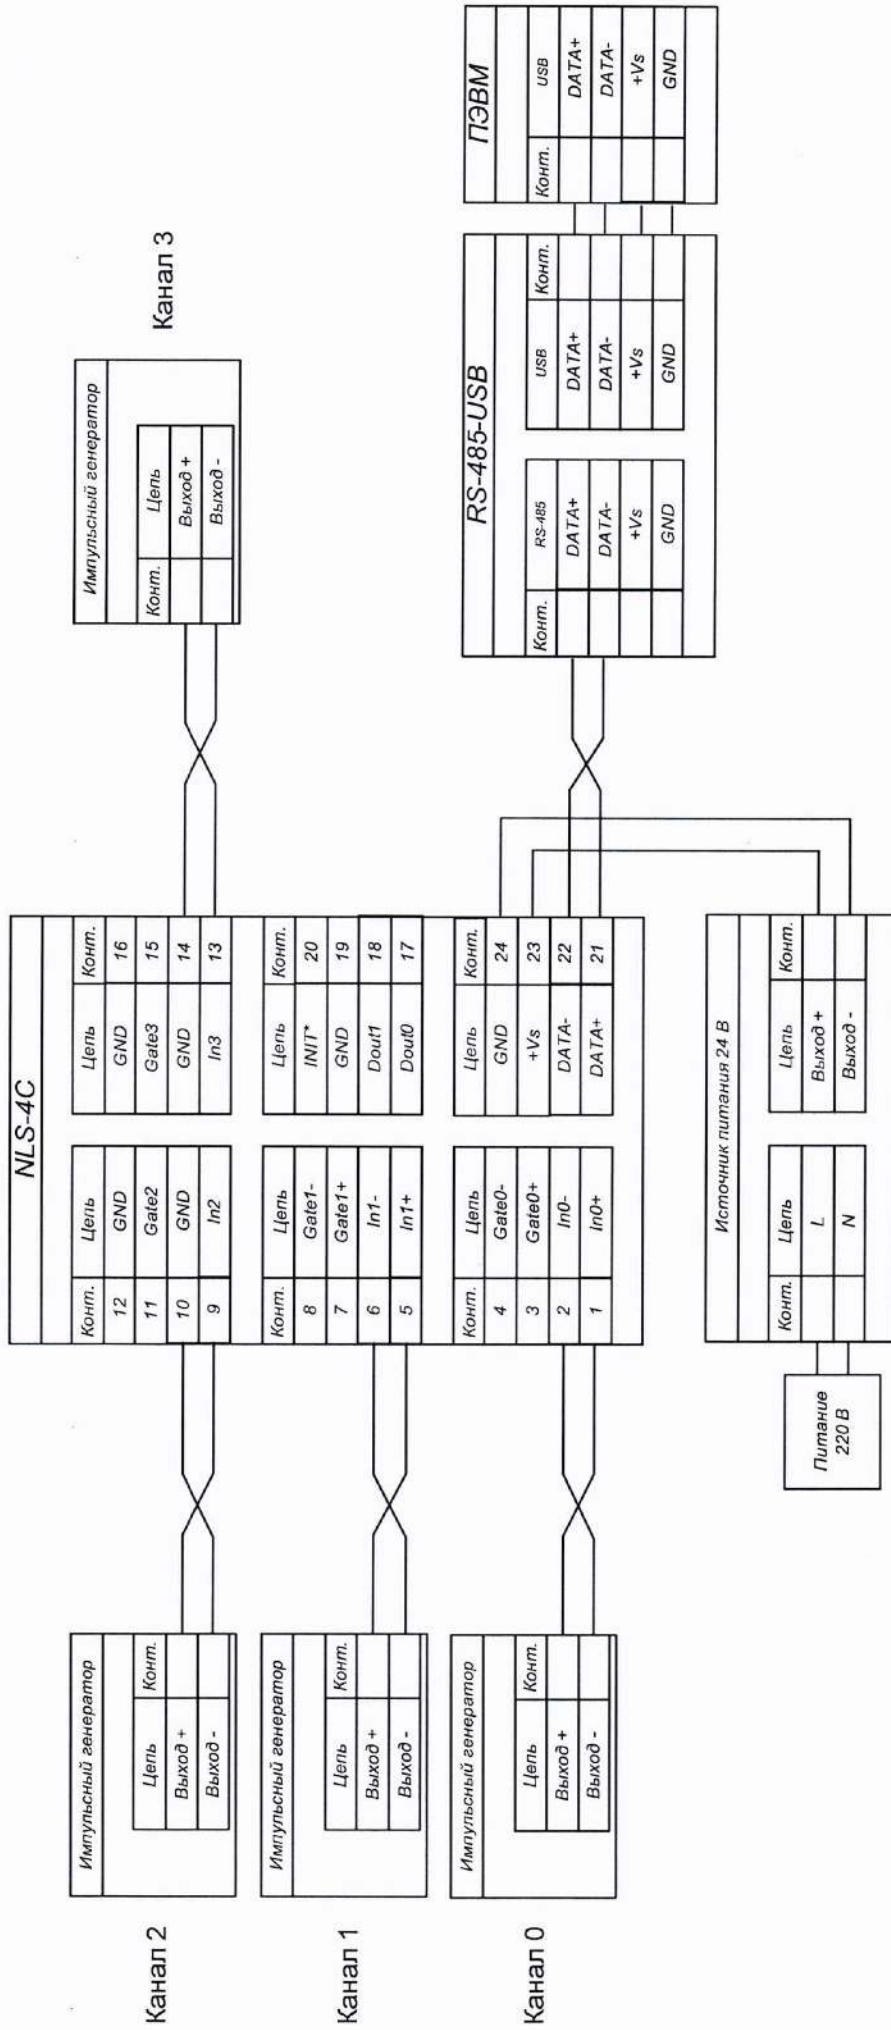 NLS-4C
Конт. Цепь Цепь Конт.
12 GND GND 16
11 Gate2 Gate3 15
10 GND GND 14
9 In2 In3 13
Конт. Цепь Цепь Конт.
8 Gate1- INIT* 20
7 Gate1+ GND 19
6 In1- Dout1 18
5 In1+ Dout0 17
Конт. Цепь Цепь Конт.
4 Gate0- GND 24
3 Gate0+ +Vs 23
2 In0- DATA- 22
1 In0+ DATA+ 21
Канал 2
Импульсный генератор
Цепь Конт.
Выход +
Выход -
Канал 1
Импульсный генератор
Цепь Конт.
Выход +
Выход -
Канал 0
Импульсный генератор
Цепь Конт.
Выход +
Выход -
Импульсный генератор
Конт. Цепь
Выход +
Выход -
Канал 3
RS-485-USB
Конт. RS-485 USB Конт.
DATA+ DATA+
DATA- DATA-
+Vs +Vs
GND GND
ПЭВМ
Конт. USB
DATA+
DATA-
+Vs
GND
Источник питания 24 В
Конт. Цепь Цепь Конт.
L Выход +
N Выход -
Питание
220 В